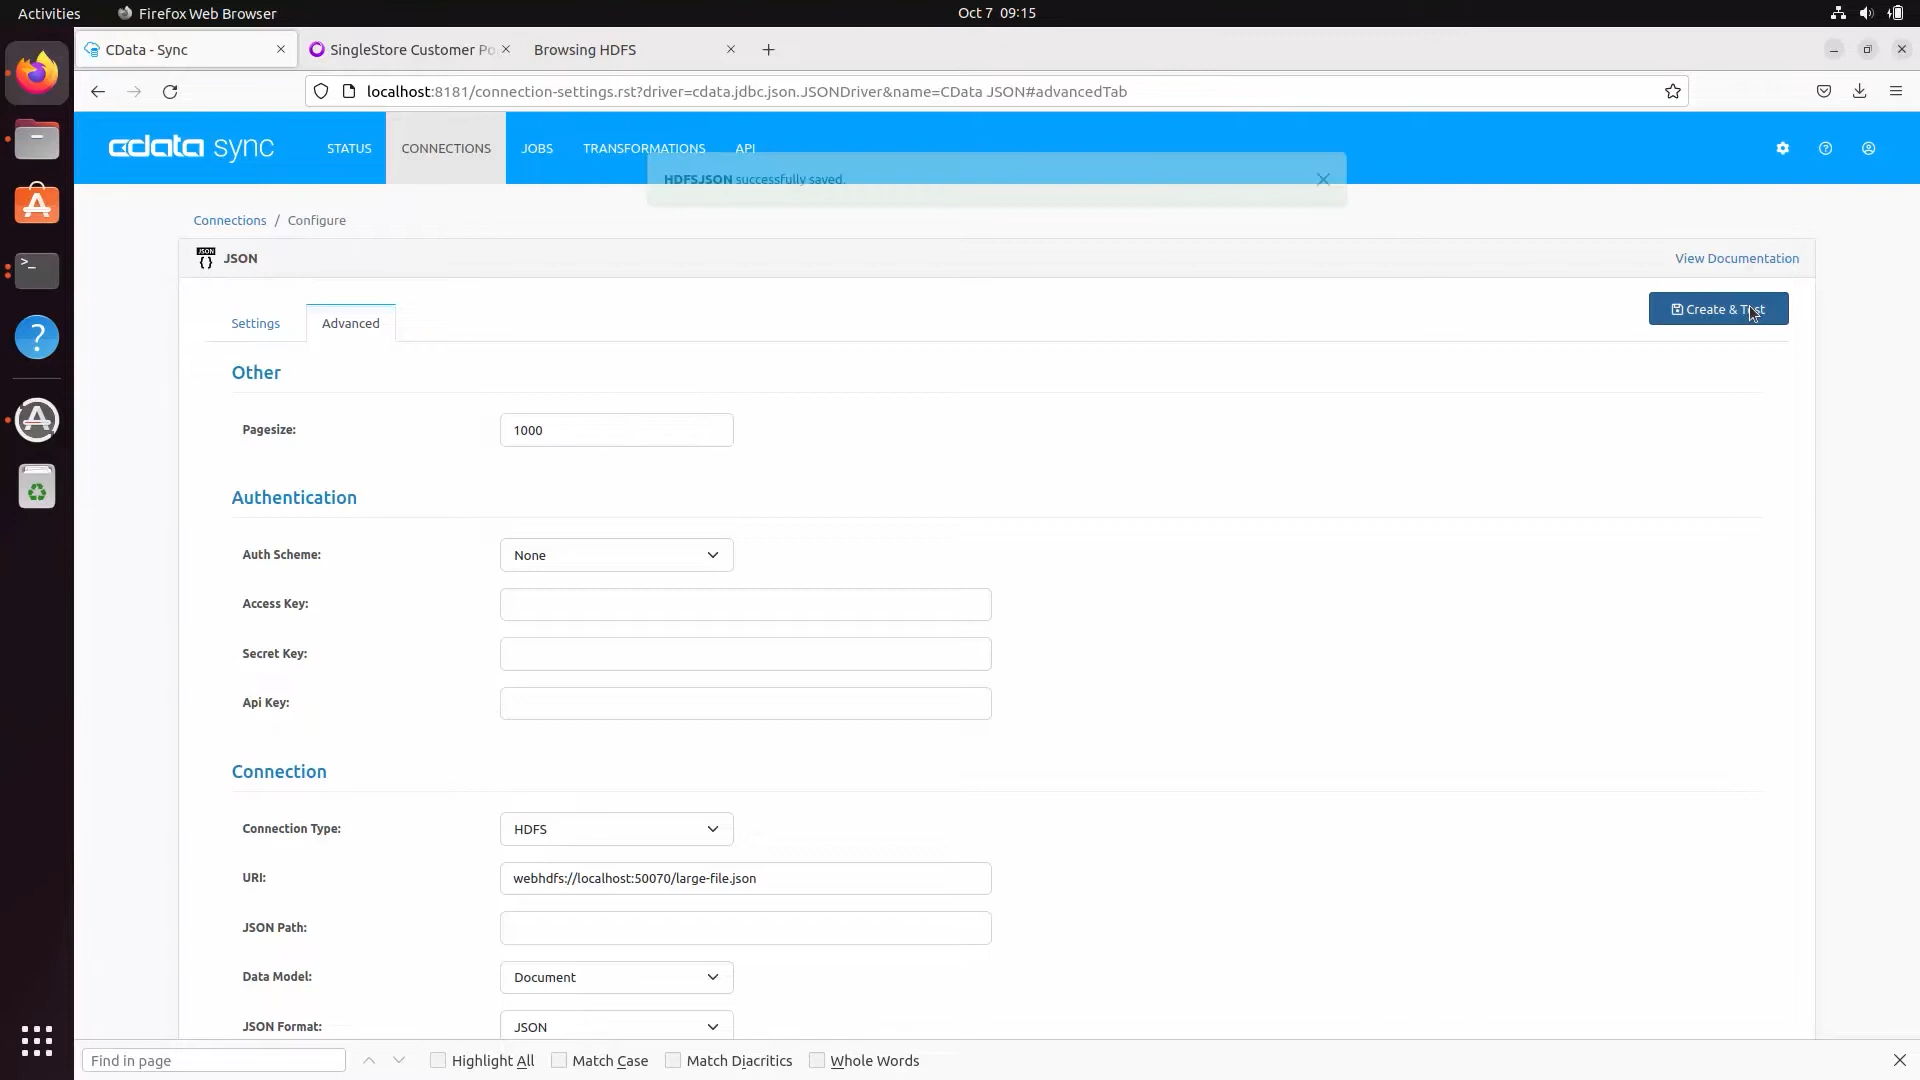 Activities
Firefox Web Browser
Oct 7 09:15
CData - Sync
SingleStore Customer Po
Browsing HDFS
localhost:8181/connection-settings.rst?driver=cdata.jdbc.json.JSONDriver&name=CData JSON#advancedTab
cdata sync
STATUS
CONNECTIONS
JOBS
TRANSFORMATIONS
API
HDFSJSON successfully saved.
Connections / Configure
JSON
View Documentation
Settings
Advanced
Create & Test
Other
Pagesize:
1000
Authentication
Auth Scheme:
None
Access Key:
Secret Key:
Api Key:
Connection
Connection Type:
HDFS
URI:
webhdfs://localhost:50070/large-file.json
JSON Path:
Data Model:
Document
JSON Format:
JSON
Find in page
Highlight All
Match Case
Match Diacritics
Whole Words